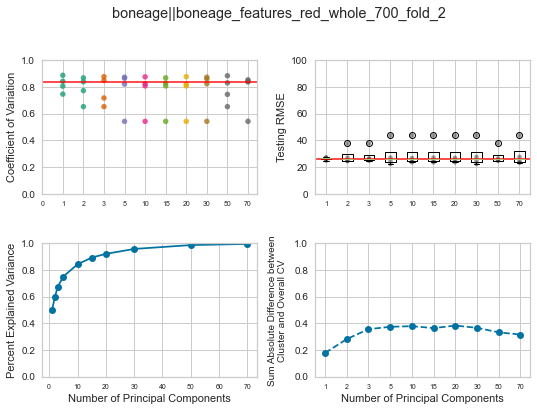 boneage||boneage_features_red_whole_700_fold_2
Coefficient of Variation
1.0
0.8
0.6
0.4
0.2
0.0
0 1 2 3 5 10 15 20 30 50 70
Testing RMSE
100
80
60
40
20
0
1 2 3 5 10 15 20 30 50 70
Percent Explained Variance
1.0
0.8
0.6
0.4
0.2
0.0
0 10 20 30 40 50 60 70
Number of Principal Components
Sum Absolute Difference between
Cluster and Overall CV
1.0
0.8
0.6
0.4
0.2
0.0
1 2 3 5 10 15 20 30 50 70
Number of Principal Components